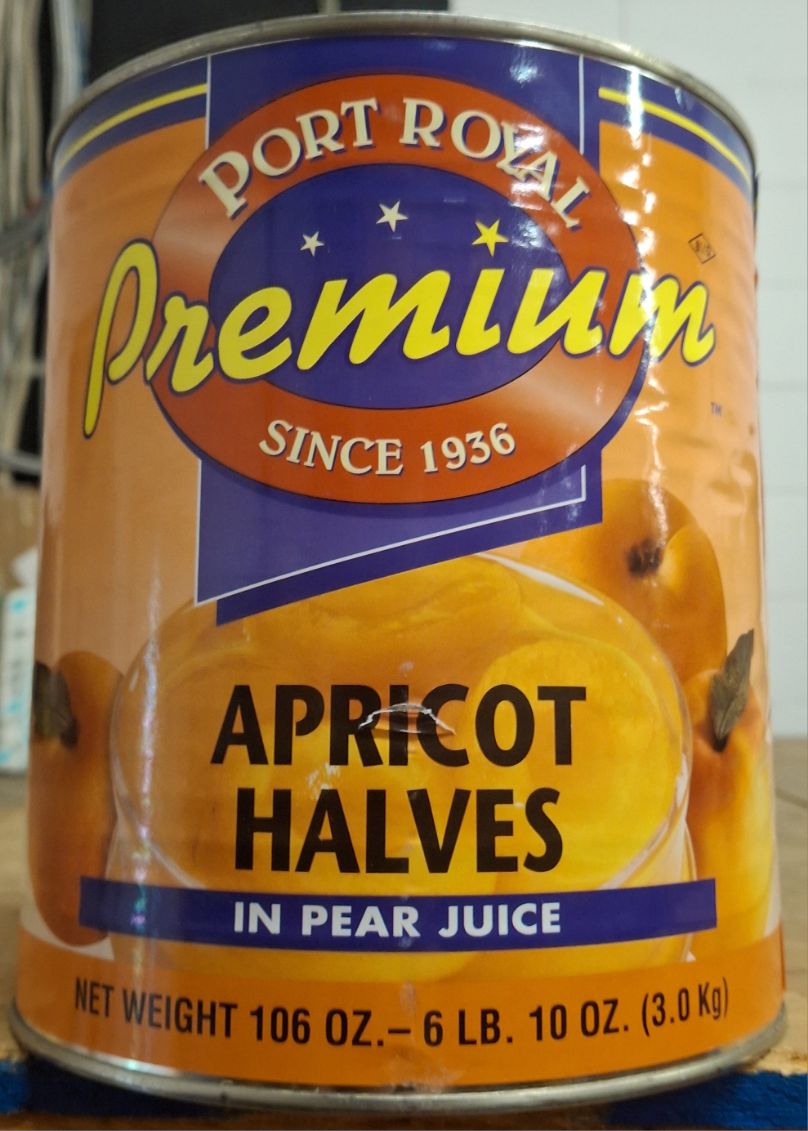 PORT ROYAL
Premium
TM
SINCE 1936
APRICOT
HALVES
IN PEAR JUICE
NET WEIGHT 106 OZ.– 6 LB. 10 OZ. (3.0 Kg)